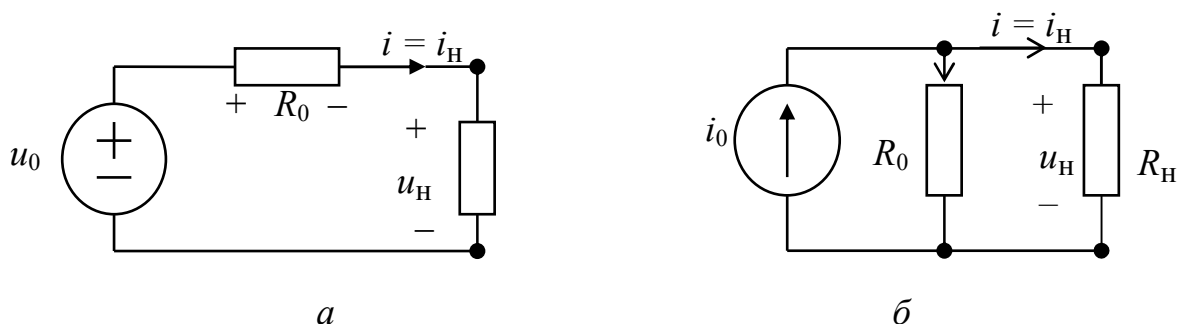 i = iн
+ R0 −
u0
+
−
+
uн
−
а
i = iн
i0
R0
+
uн
−
Rн
б